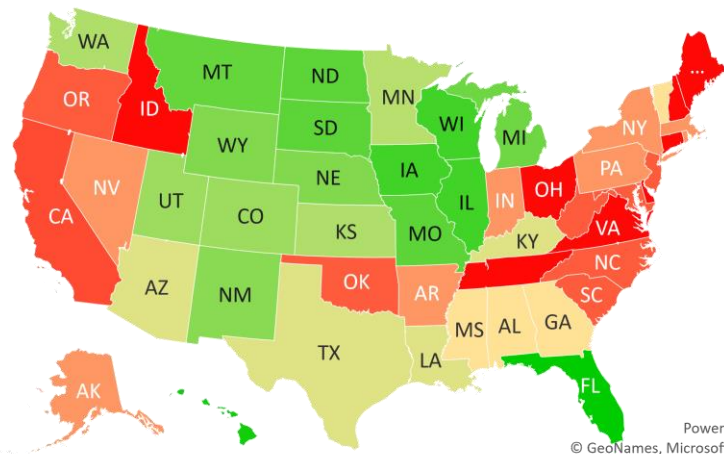 WA
MT
ND
MN
...
OR
ID
SD
WI
MI
NY
WY
IA
PA
NE
NV
IL
IN
OH
UT
CO
CA
KS
MO
VA
KY
AZ
NM
OK
AR
NC
SC
MS
AL
GA
TX
LA
AK
FL
Power
© GeoNames, Microsof